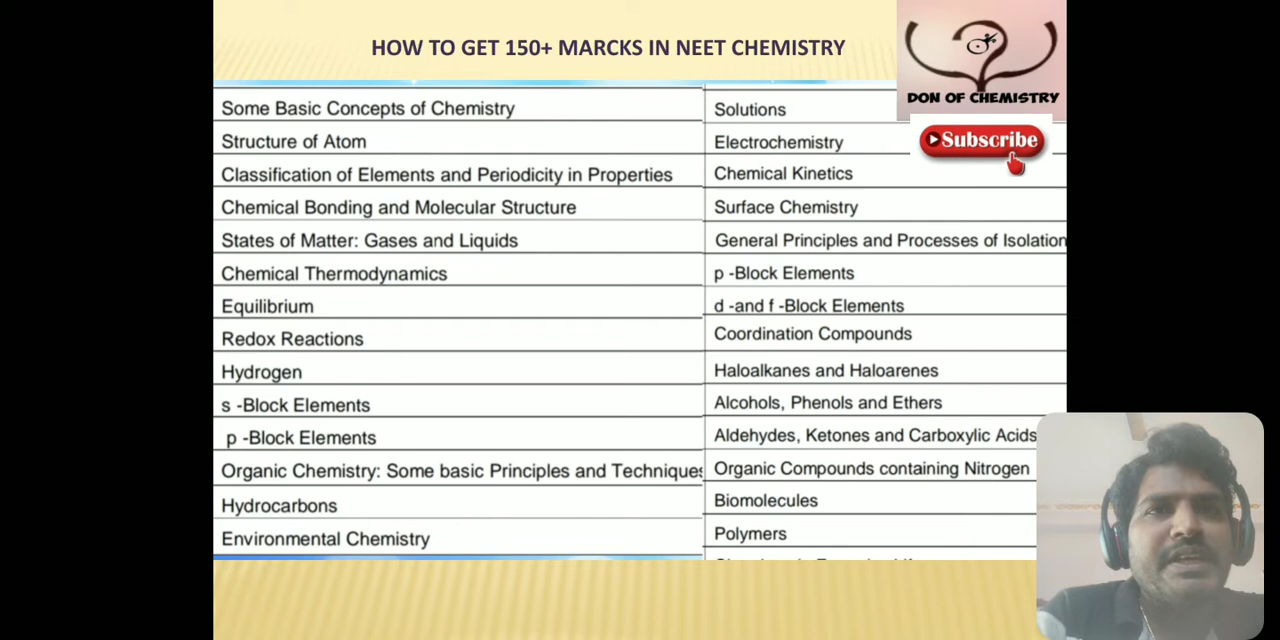 HOW TO GET 150+ MARCKS IN NEET CHEMISTRY
DON OF CHEMISTRY
Subscribe
Some Basic Concepts of Chemistry
Structure of Atom
Classification of Elements and Periodicity in Properties
Chemical Bonding and Molecular Structure
States of Matter: Gases and Liquids
Chemical Thermodynamics
Equilibrium
Redox Reactions
Hydrogen
s -Block Elements
p -Block Elements
Organic Chemistry: Some basic Principles and Techniques
Hydrocarbons
Environmental Chemistry
Solutions
Electrochemistry
Chemical Kinetics
Surface Chemistry
General Principles and Processes of Isolation
p -Block Elements
d -and f -Block Elements
Coordination Compounds
Haloalkanes and Haloarenes
Alcohols, Phenols and Ethers
Aldehydes, Ketones and Carboxylic Acids
Organic Compounds containing Nitrogen
Biomolecules
Polymers